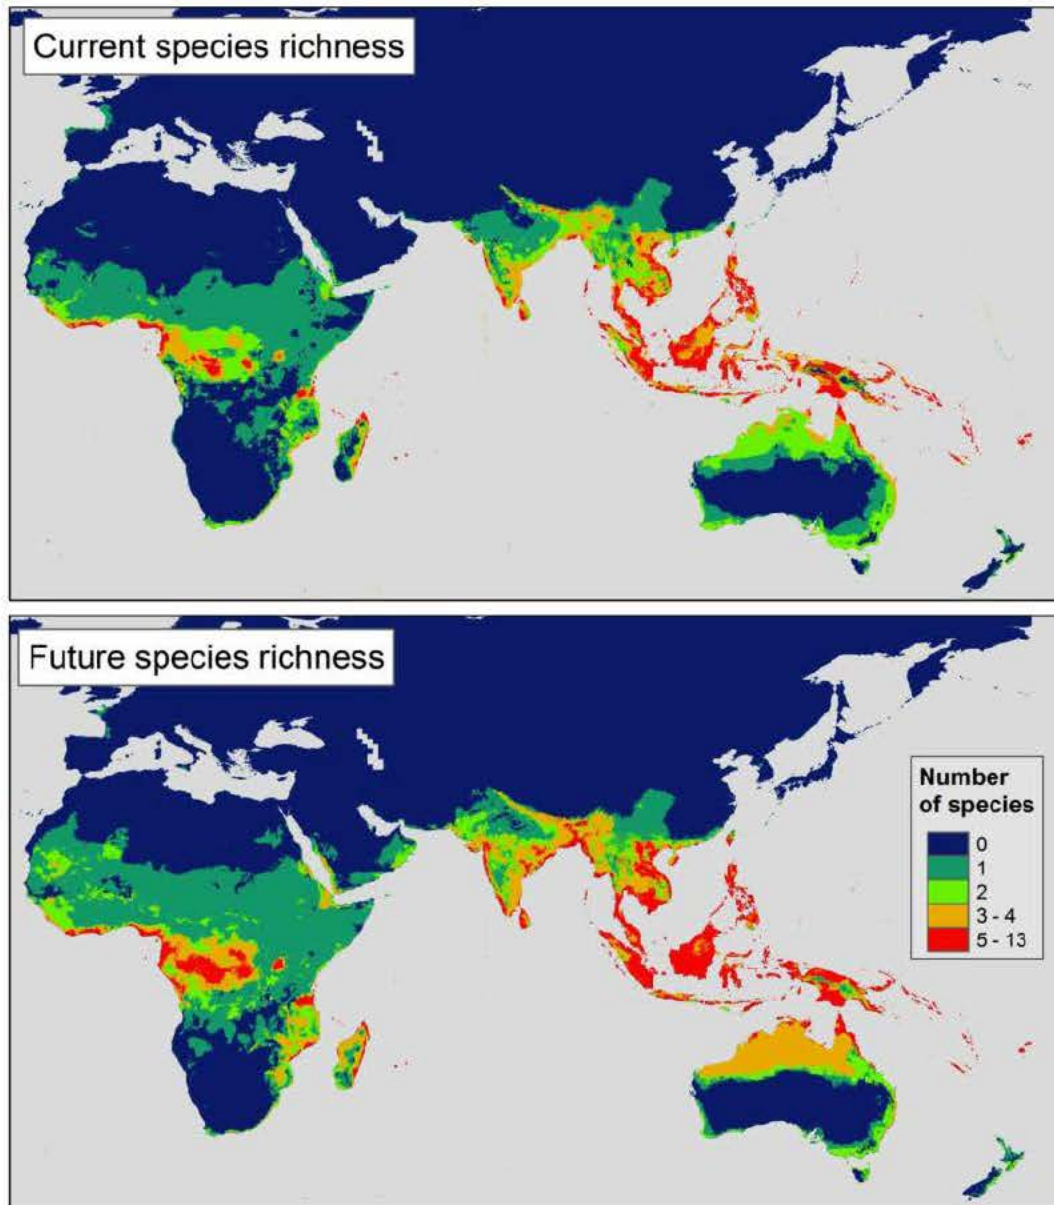 Current species richness
Future species richness
Number
of species
0
1
2
3 - 4
5 - 13